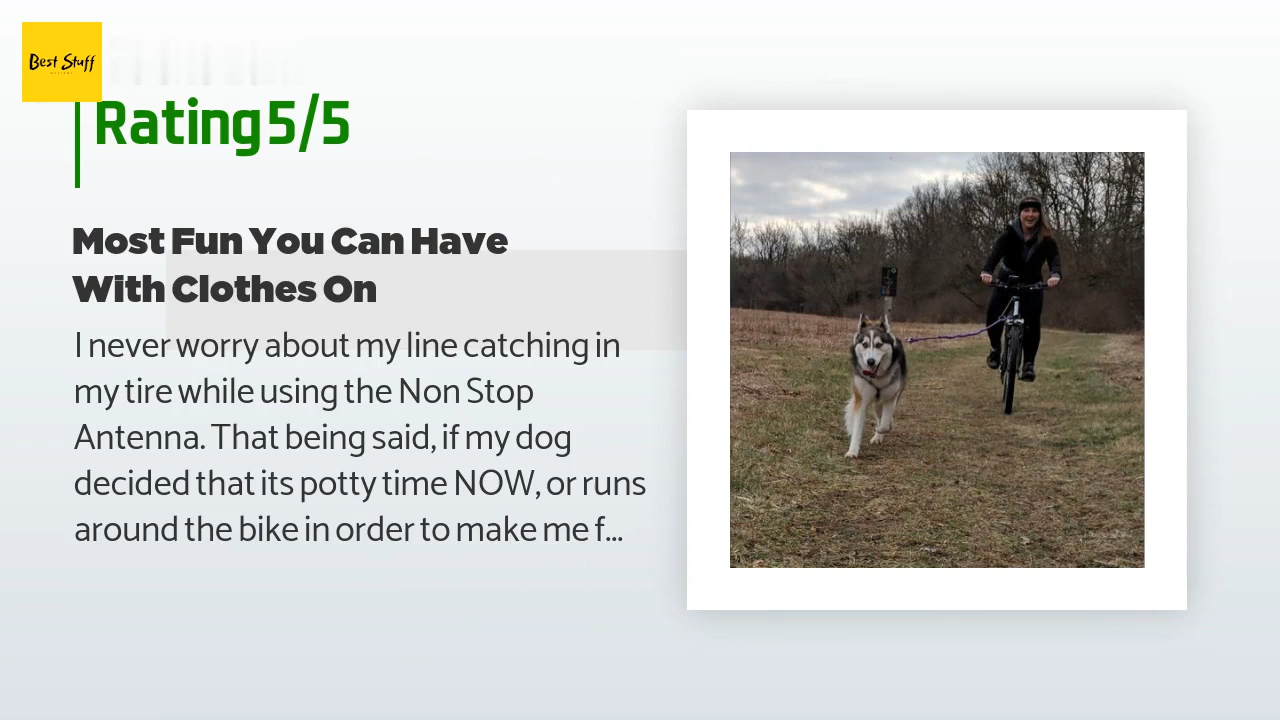 Best Stuff
Rating 5/5
Most Fun You Can Have
With Clothes On
I never worry about my line catching in
my tire while using the Non Stop
Antenna. That being said, if my dog
decided that its potty time NOW, or runs
around the bike in order to make me f...